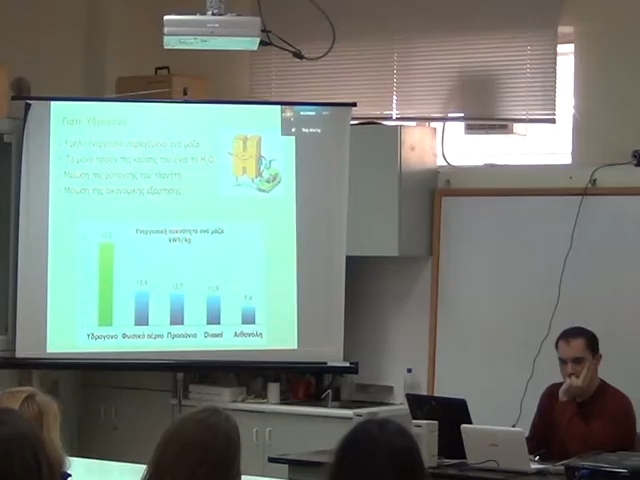 Γιατί Υδρογόνο
Υψηλό ενεργειακό περιεχόμενο ανά μάζα
Το μόνο προϊόν της καύσης του είναι το H2O
Μείωση της ρύπανσης του πλανήτη
Μείωση της οικονομικής εξάρτησης
Ενεργειακή πυκνότητα ανά μάζα
kWh/kg
Υδρογόνο Φυσικό αέριο Προπάνιο Diesel Αιθανόλη